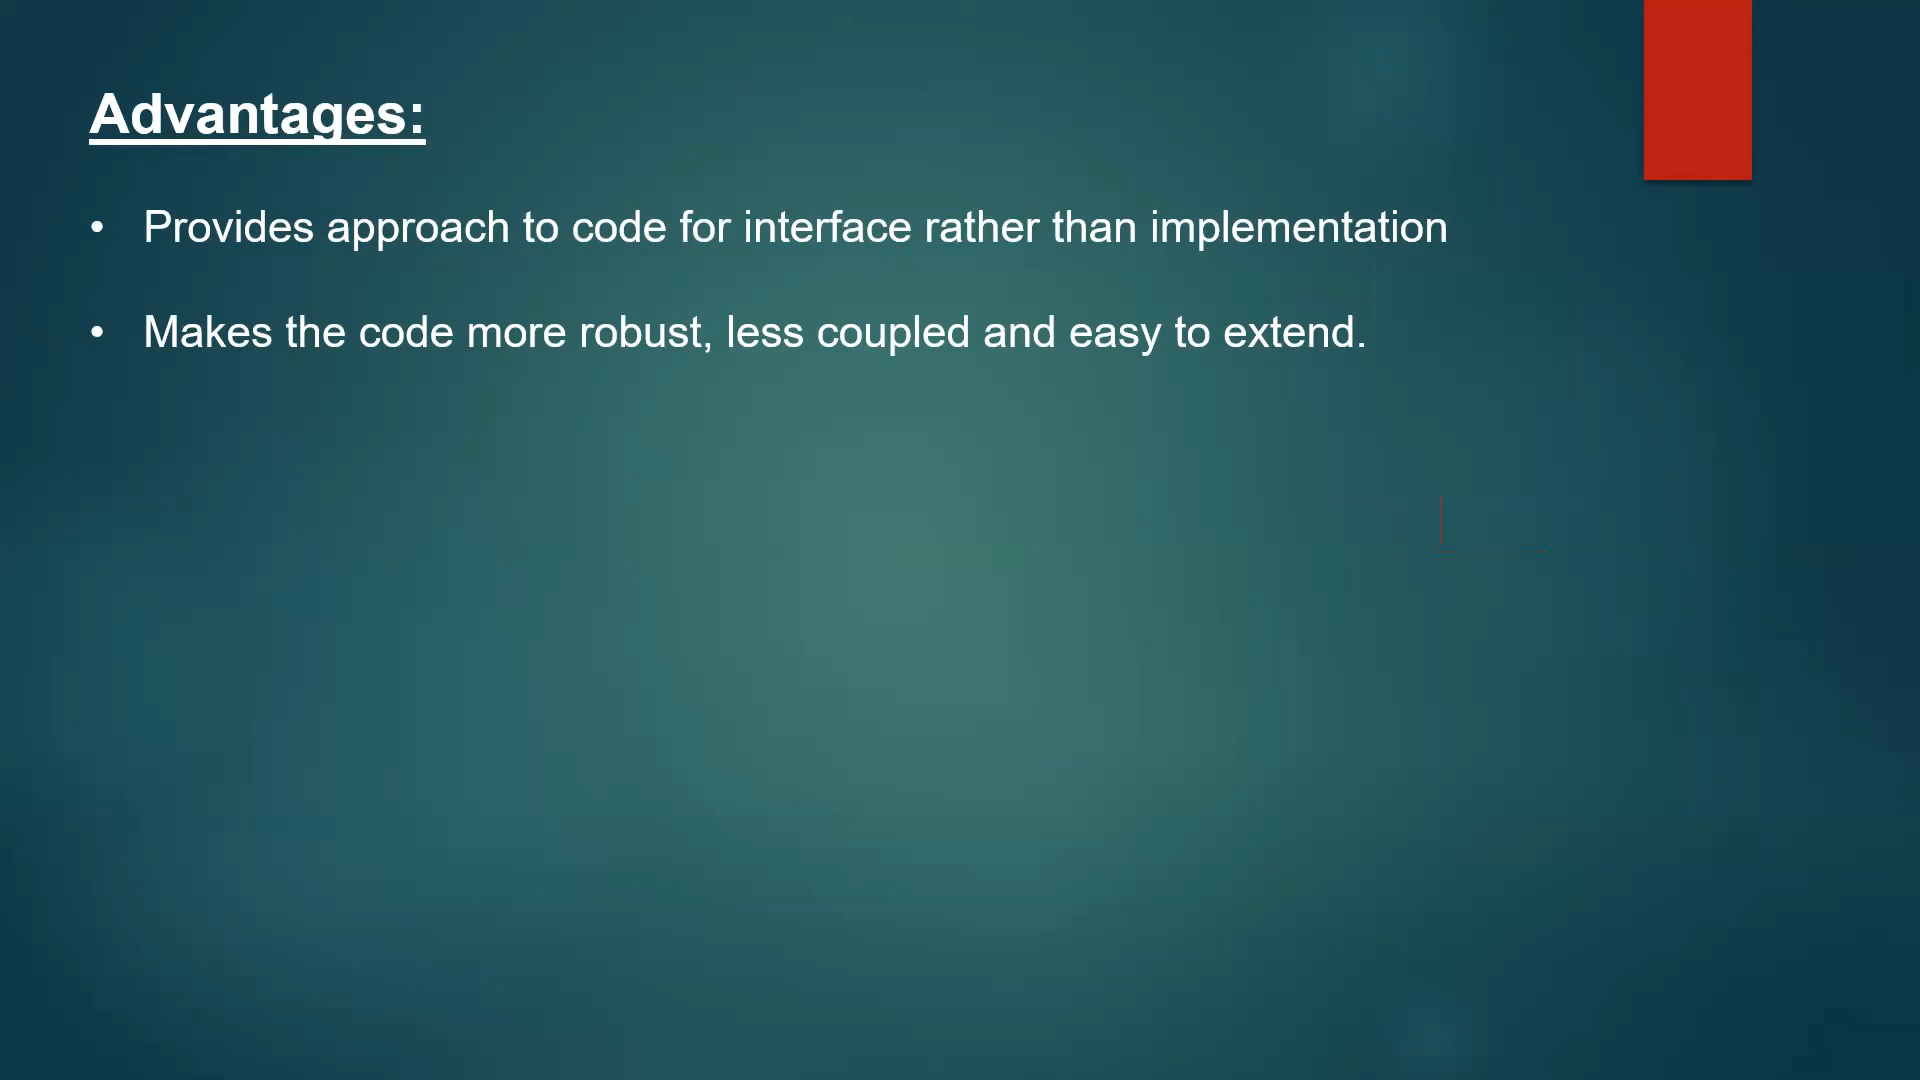 Advantages:
• Provides approach to code for interface rather than implementation
• Makes the code more robust, less coupled and easy to extend.